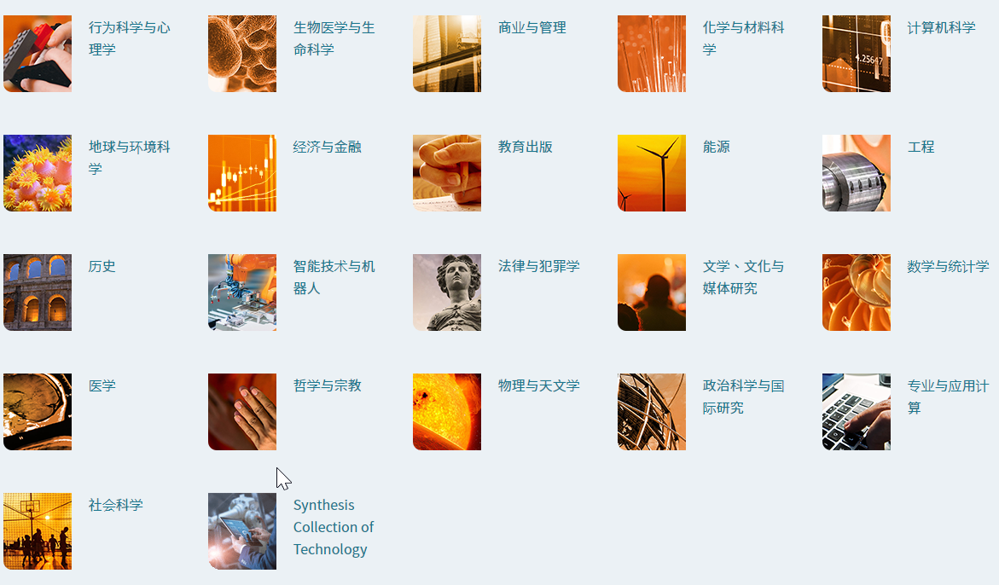 行为科学与心
理学
生物医学与生
命科学
商业与管理
化学与材料科
学
计算机科学
4.25647
地球与环境科
学
经济与金融
教育出版
能源
工程
历史
智能技术与机
器人
法律与犯罪学
文学、文化与
媒体研究
数学与统计学
医学
哲学与宗教
物理与天文学
政治科学与国
际研究
专业与应用计
算
社会科学
Synthesis
Collection of
Technology